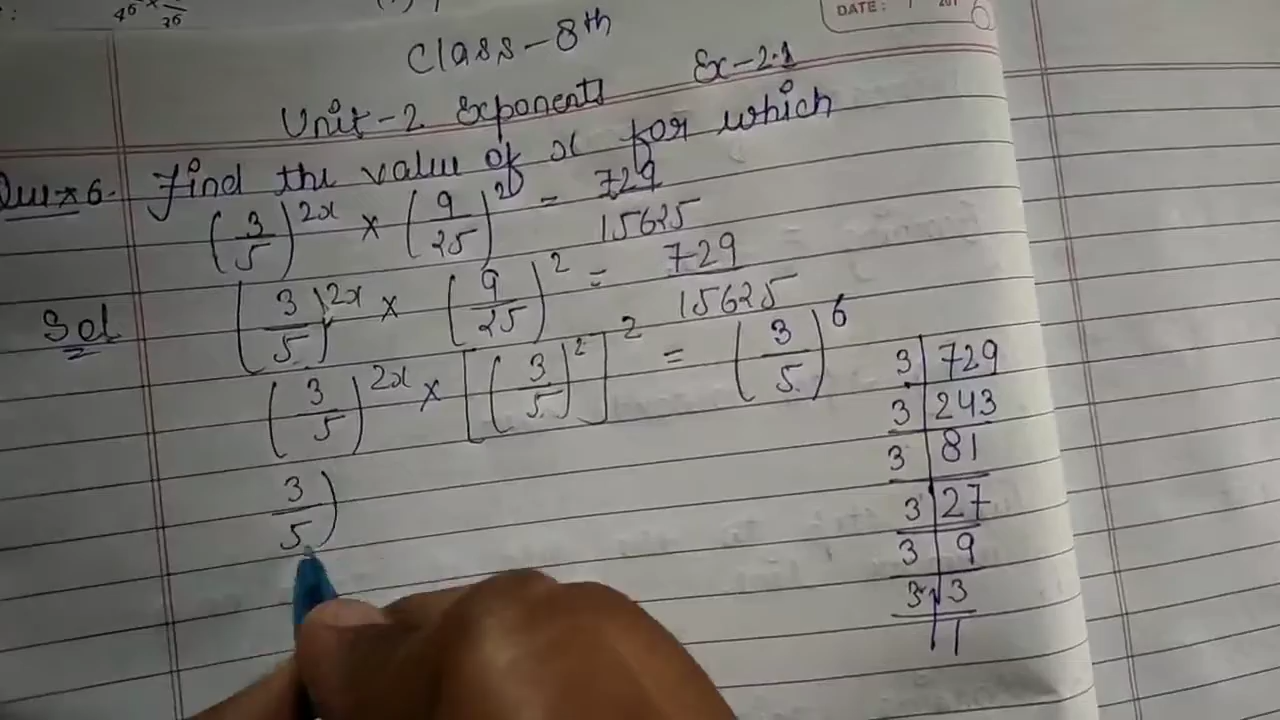 DATE:
Class-8th
Unit-2 Exponents Ex-2.1
Find the value of x for which
(3/5)^2x × (9/25)^2 = 729/15625
Sol (3/5)^2x × (9/25)^2 = 729/15625
(3/5)^2x × [(3/5)^2]^2 = (3/5)^6
3/5)
3 | 729
3 | 243
3 | 81
3 | 27
3 | 9
3 | 3
1